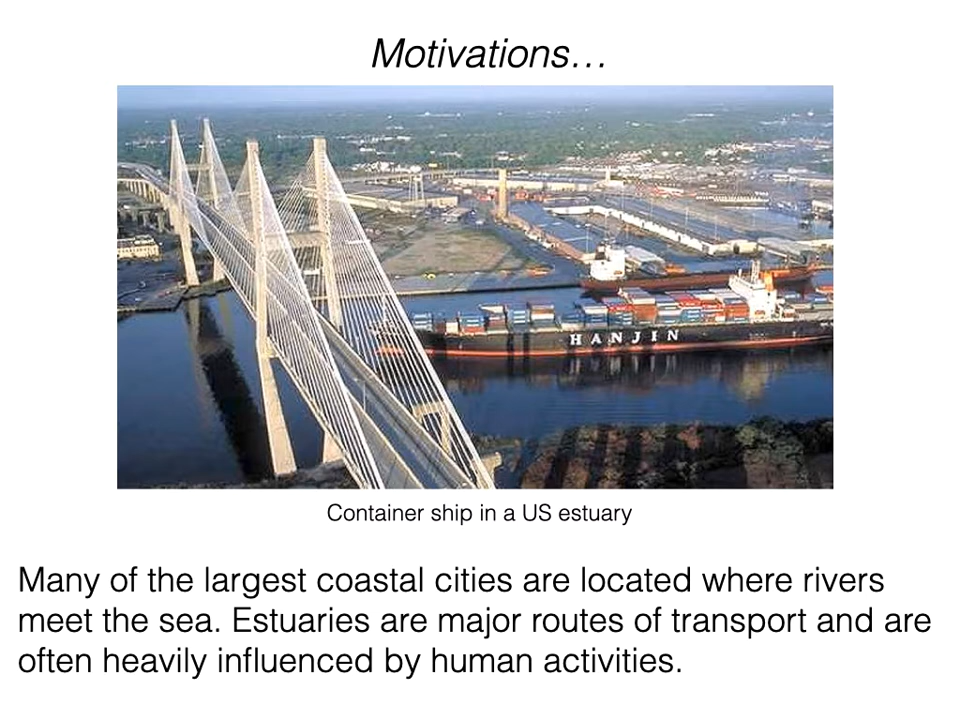 Motivations…
HANJIN
Container ship in a US estuary
Many of the largest coastal cities are located where rivers
meet the sea. Estuaries are major routes of transport and are
often heavily influenced by human activities.